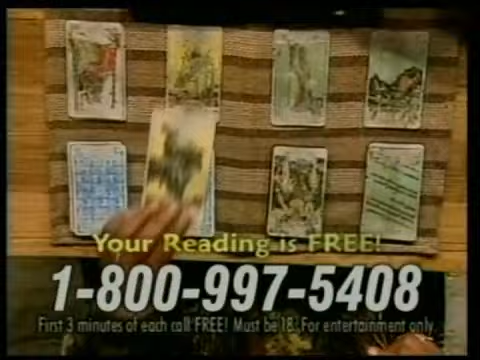 Your Reading is FREE!
1-800-997-5408
First 3 minutes of each call FREE! Must be 18. For entertainment only.